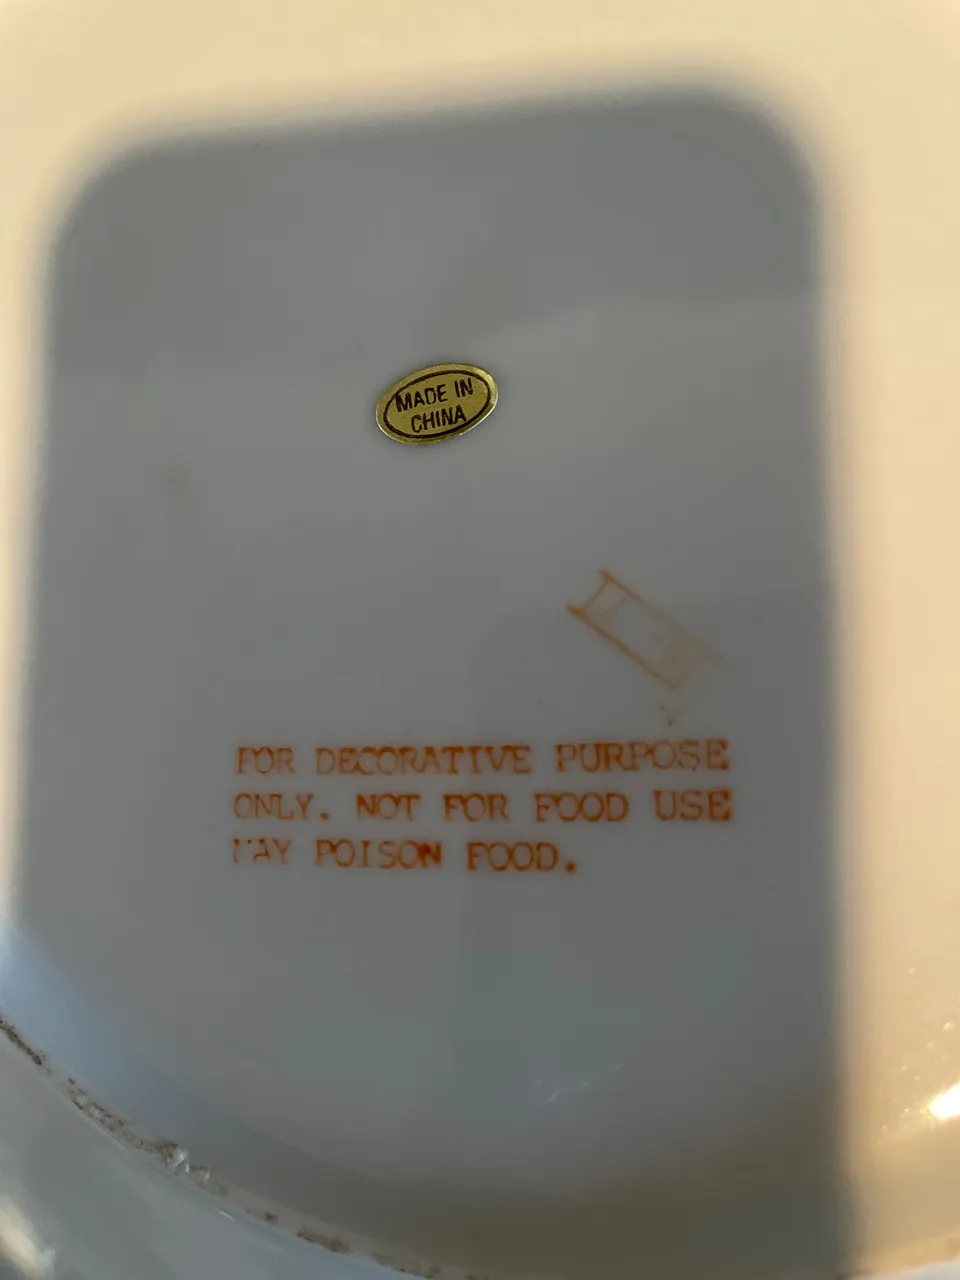 MADE IN
CHINA
FOR DECORATIVE PURPOSE
ONLY. NOT FOR FOOD USE
MAY POISON FOOD.